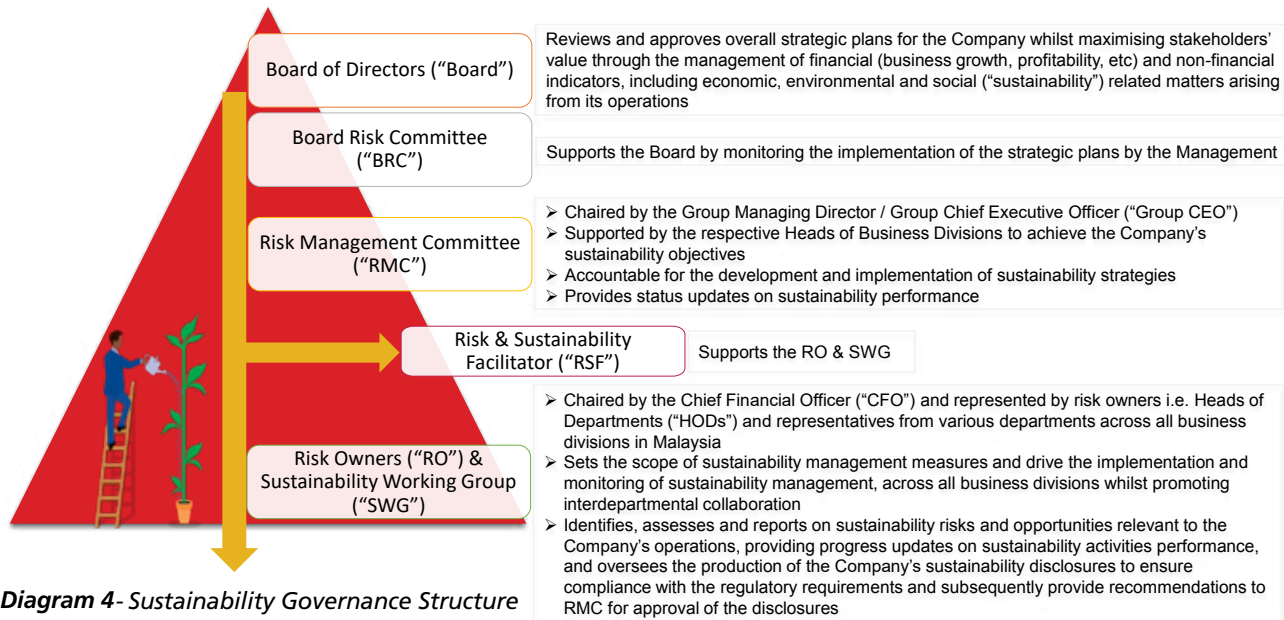 Board of Directors (“Board”)
Reviews and approves overall strategic plans for the Company whilst maximising stakeholders’
value through the management of financial (business growth, profitability, etc) and non-financial
indicators, including economic, environmental and social (“sustainability”) related matters arising
from its operations
Board Risk Committee
(“BRC”)
Supports the Board by monitoring the implementation of the strategic plans by the Management
Risk Management Committee
(“RMC”)
➢ Chaired by the Group Managing Director / Group Chief Executive Officer (“Group CEO”)
➢ Supported by the respective Heads of Business Divisions to achieve the Company’s
sustainability objectives
➢ Accountable for the development and implementation of sustainability strategies
➢ Provides status updates on sustainability performance
Risk & Sustainability
Facilitator (“RSF”)
Supports the RO & SWG
Risk Owners (“RO”) &
Sustainability Working Group
(“SWG”)
➢ Chaired by the Chief Financial Officer (“CFO”) and represented by risk owners i.e. Heads of
Departments (“HODs”) and representatives from various departments across all business
divisions in Malaysia
➢ Sets the scope of sustainability management measures and drive the implementation and
monitoring of sustainability management, across all business divisions whilst promoting
interdepartmental collaboration
➢ Identifies, assesses and reports on sustainability risks and opportunities relevant to the
Company’s operations, providing progress updates on sustainability activities performance,
and oversees the production of the Company’s sustainability disclosures to ensure
compliance with the regulatory requirements and subsequently provide recommendations to
RMC for approval of the disclosures
Diagram 4- Sustainability Governance Structure